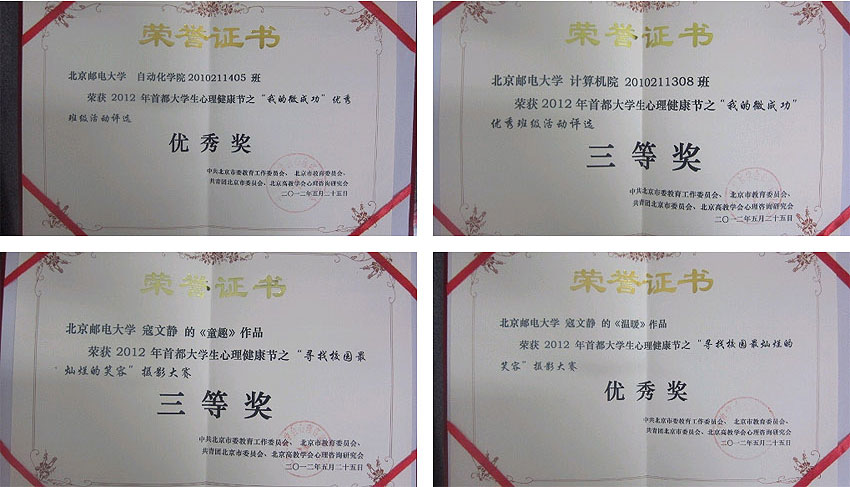 荣誉证书
北京邮电大学 自动化学院2010211405 班
荣获 2012 年首都大学生心理健康节之“我的微成功”优秀
班级活动评选
优秀奖
中共北京市委教育工作委员会、 北京市教育委员会、
共青团北京市委员会、北京高教学会心理咨询研究会
二〇一二年五月二十五日
荣誉证书
北京邮电大学 计算机院 2010211308 班
荣获 2012 年首都大学生心理健康节之“我的微成功”
优秀班级活动评选
三等奖
中共北京市委教育工作委员会、 北京市教育委员会、
共青团北京市委员会、北京高教学会心理咨询研究会
二〇一二年五月二十五日
荣誉证书
北京邮电大学 寇文静 的《童趣》作品
荣获 2012 年首都大学生心理健康节之“寻找校园最
灿烂的笑容”摄影大赛
三等奖
中共北京市委教育工作委员会、 北京市教育委员会、
共青团北京市委员会、北京高教学会心理咨询研究会
二〇一二年五月二十五日
荣誉证书
北京邮电大学 寇文静 的《温暖》作品
荣获 2012 年首都大学生心理健康节之“寻找校园最灿烂的
笑容”摄影大赛
优秀奖
中共北京市委教育工作委员会、 北京市教育委员会、
共青团北京市委员会、北京高教学会心理咨询研究会
二〇一二年五月二十五日